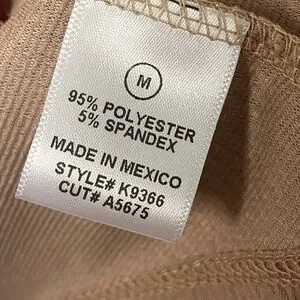 M
95% POLYESTER
5% SPANDEX
MADE IN MEXICO
STYLE# K9366
CUT# A5675